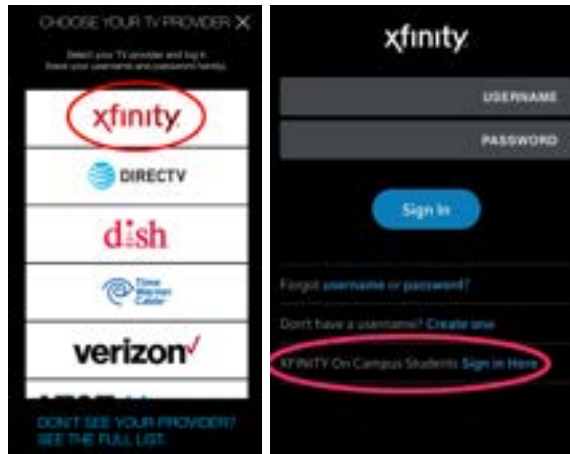 CHOOSE YOUR TV PROVIDER X
Select your TV provider and log in.
(have your username and password handy).
xfinity
DIRECTV
dish
Time
Warner
Cable
verizon
DON'T SEE YOUR PROVIDER?
SEE THE FULL LIST.
xfinity
USERNAME
PASSWORD
Sign In
Forgot username or password?
Don't have a username? Create one
XFINITY On Campus Students Sign in Here